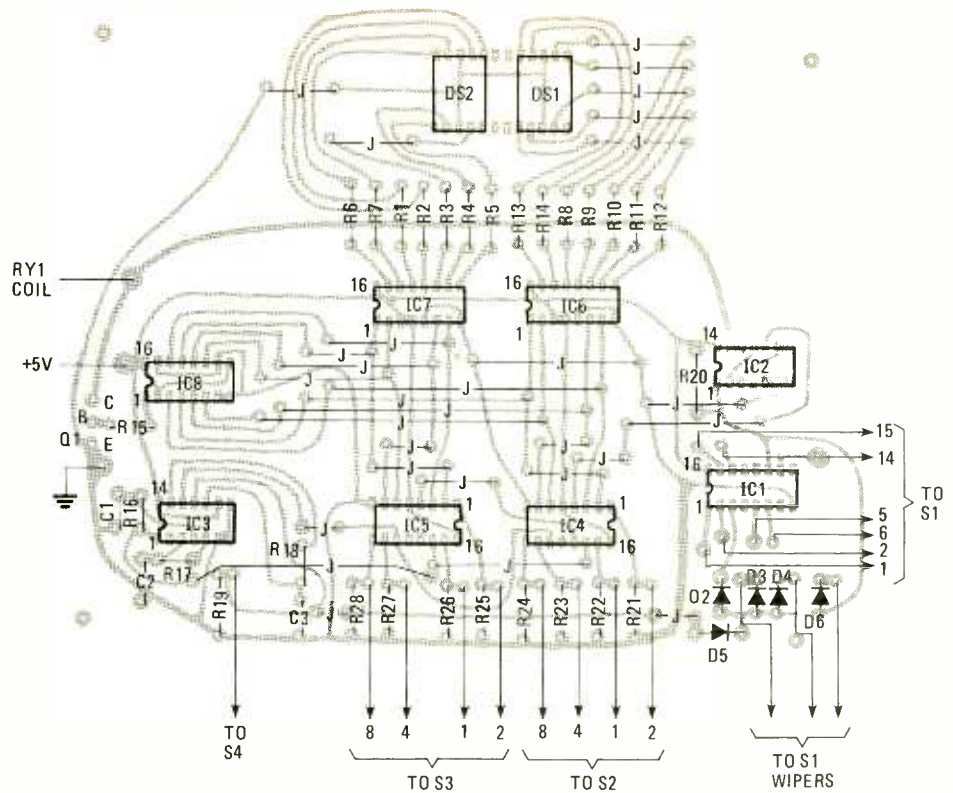 J
J
DS2
DS1
J
J
J
J
J
R6
R7
R1
R2
R3
R4
R5
R13
R14
R8
R9
R10
R11
R12
RY1
COIL
16
IC7
1
16
IC6
1
+5V
16
IC8
1
J
J
J
J
J
J
J
14
IC2
1
R20
J
J
C
B
R15
Q1
E
J
J
J
J
J
J
15
14
16
IC1
1
5
6
2
1
TO
S1
14
IC3
1
C1
R16
C2
R17
R18
J
J
1
IC5
16
1
IC4
16
J
R19
C3
R28
R27
R26
R25
R24
R23
R22
R21
J
D2
D3
D4
D6
D5
TO
S4
8
4
1
2
8
4
1
2
TO S3
TO S2
TO S1
WIPERS